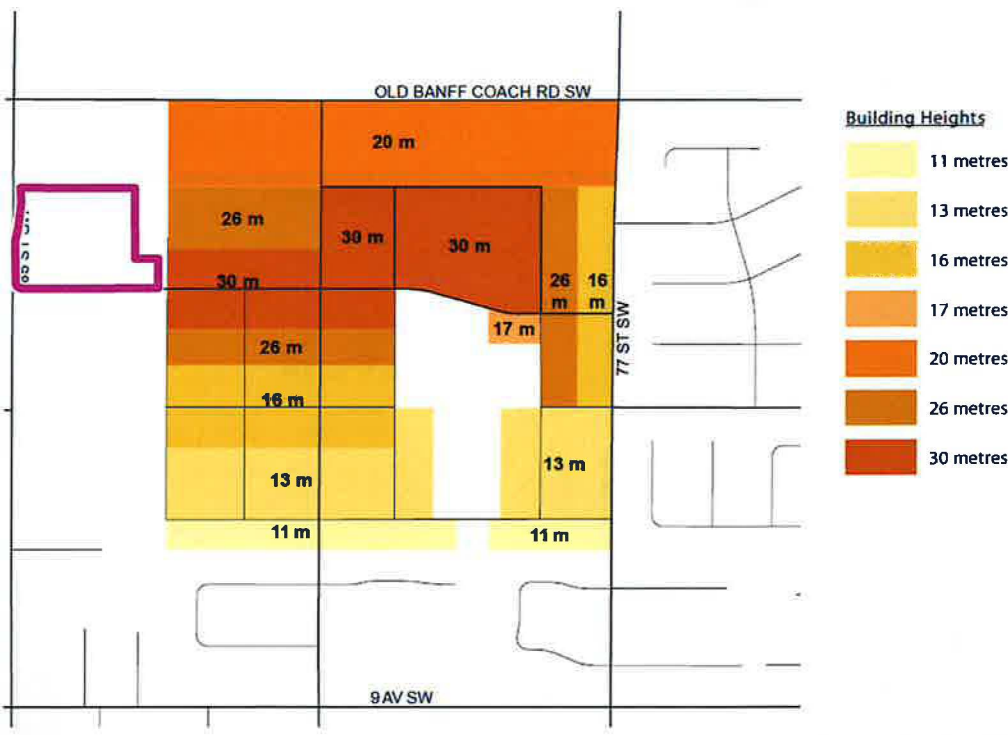 OLD BANFF COACH RD SW
20 m
26 m
30 m
30 m
30 m
26
m
16
m
17 m
26 m
16 m
13 m
13 m
11 m
11 m
77 ST SW
9 AV SW
Building Heights
11 metres
13 metres
16 metres
17 metres
20 metres
26 metres
30 metres